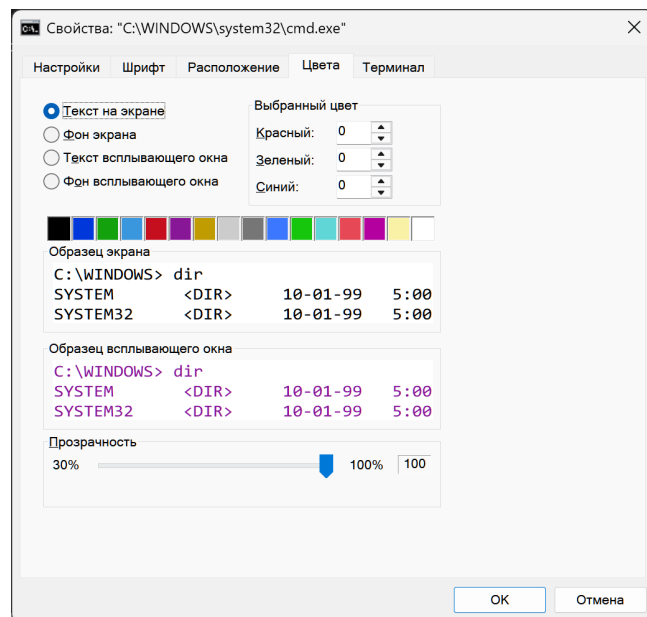 Свойства: "C:\WINDOWS\system32\cmd.exe"
Настройки Шрифт Расположение Цвета Терминал
Текст на экране
Фон экрана
Текст всплывающего окна
Фон всплывающего окна
Выбранный цвет
Красный: 0
Зеленый: 0
Синий: 0
Образец экрана
C:\WINDOWS> dir
SYSTEM <DIR> 10-01-99 5:00
SYSTEM32 <DIR> 10-01-99 5:00
Образец всплывающего окна
C:\WINDOWS> dir
SYSTEM <DIR> 10-01-99 5:00
SYSTEM32 <DIR> 10-01-99 5:00
Прозрачность
30% 100% 100
OK Отмена